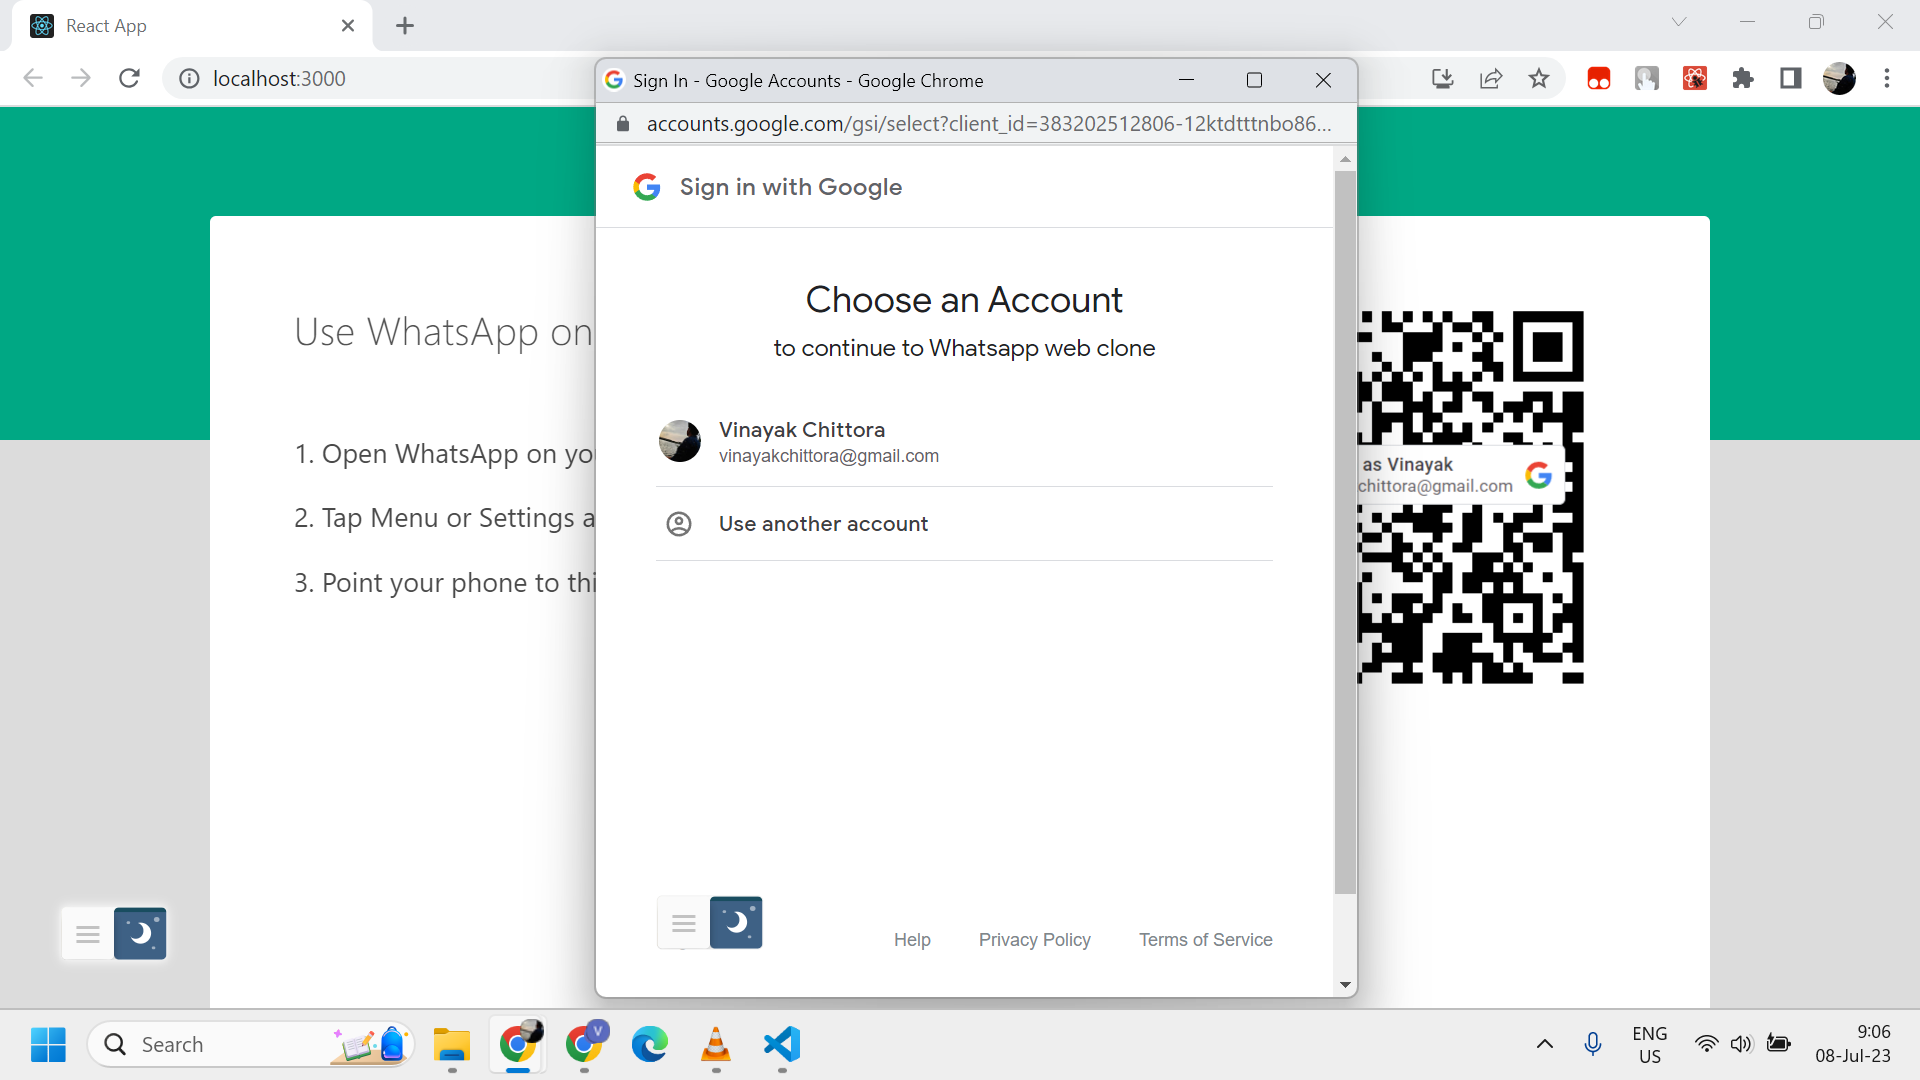 React App
localhost:3000
Sign In - Google Accounts - Google Chrome
accounts.google.com/gsi/select?client_id=383202512806-12ktdtttnbo86...
Sign in with Google
Choose an Account
to continue to Whatsapp web clone
Vinayak Chittora
vinayakchittora@gmail.com
Use another account
Help
Privacy Policy
Terms of Service
Use WhatsApp on
1. Open WhatsApp on yo
2. Tap Menu or Settings a
3. Point your phone to thi
as Vinayak
chittora@gmail.com
Search
V
ENG
US
9:06
08-Jul-23